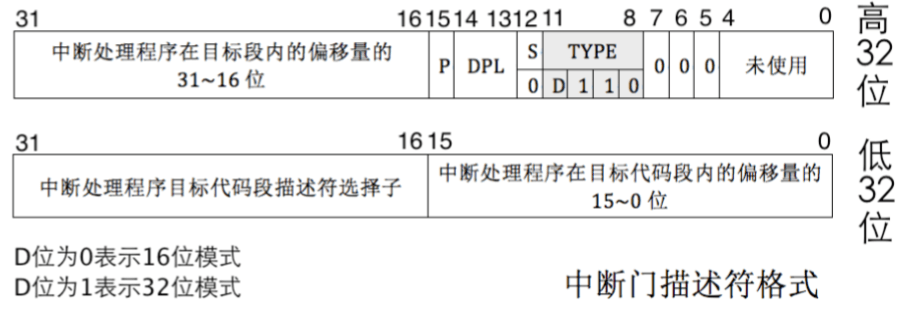 31 16 15 14 13 12 11 8 7 6 5 4 0
中断处理程序在目标段内的偏移量的
31~16 位
P DPL S TYPE 0 0 0 未使用
0 D 1 1 0
高
32
位
31 16 15 0
中断处理程序目标代码段描述符选择子
中断处理程序在目标代码段内的偏移量的
15~0 位
低
32
位
D位为0表示16位模式
D位为1表示32位模式
中断门描述符格式